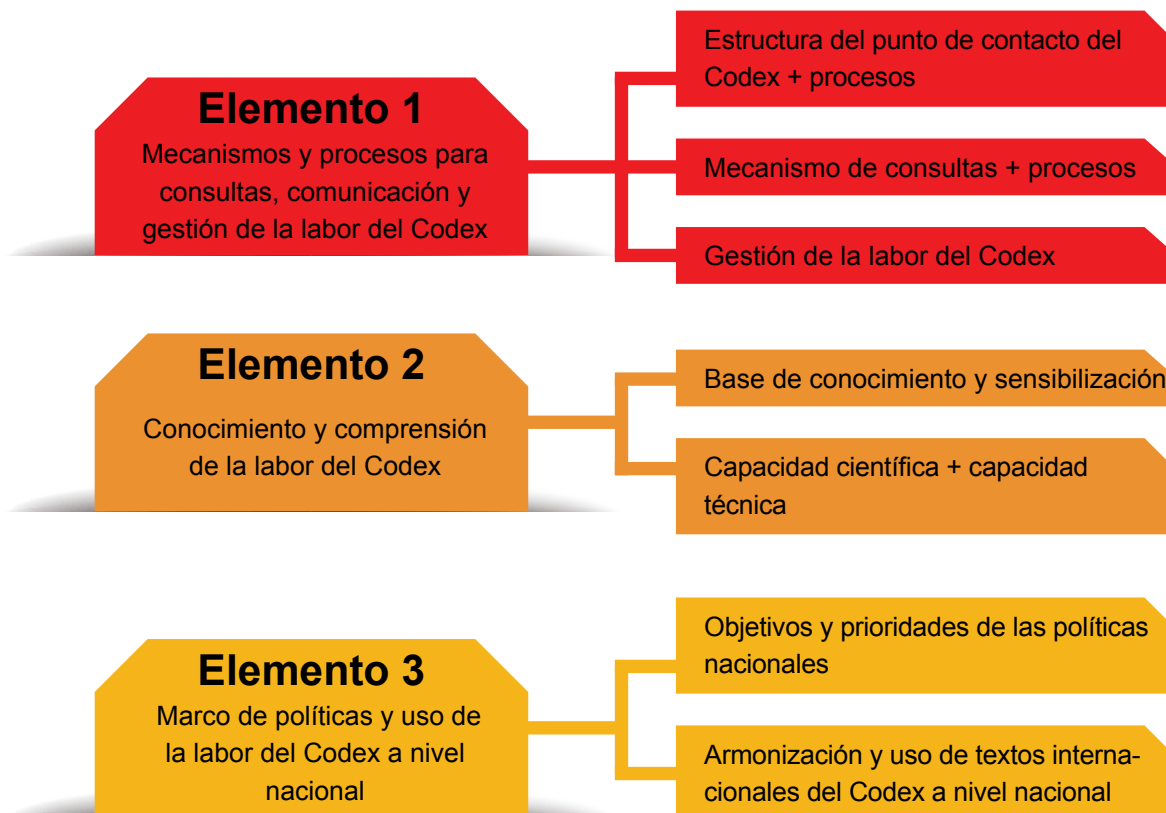 Elemento 1
Mecanismos y procesos para
consultas, comunicación y
gestión de la labor del Codex
Estructura del punto de contacto del
Codex + procesos
Mecanismo de consultas + procesos
Gestión de la labor del Codex
Elemento 2
Conocimiento y comprensión
de la labor del Codex
Base de conocimiento y sensibilización
Capacidad científica + capacidad
técnica
Elemento 3
Marco de políticas y uso de
la labor del Codex a nivel
nacional
Objetivos y prioridades de las políticas
nacionales
Armonización y uso de textos interna-
cionales del Codex a nivel nacional